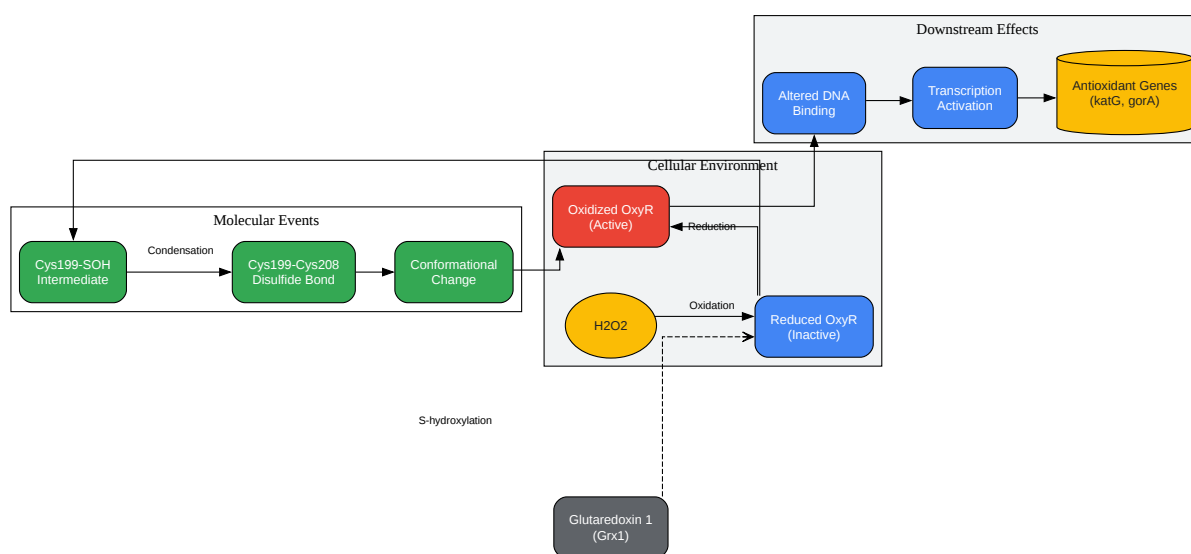 Downstream Effects
Altered DNA
Binding
Transcription
Activation
Antioxidant Genes
(katG, gorA)
Cellular Environment
Oxidized OxyR
(Active)
Reduction
Molecular Events
Cys199-SOH
Intermediate
Condensation
Cys199-Cys208
Disulfide Bond
Conformational
Change
H2O2
Oxidation
Reduced OxyR
(Inactive)
S-hydroxylation
Glutaredoxin 1
(Grx1)